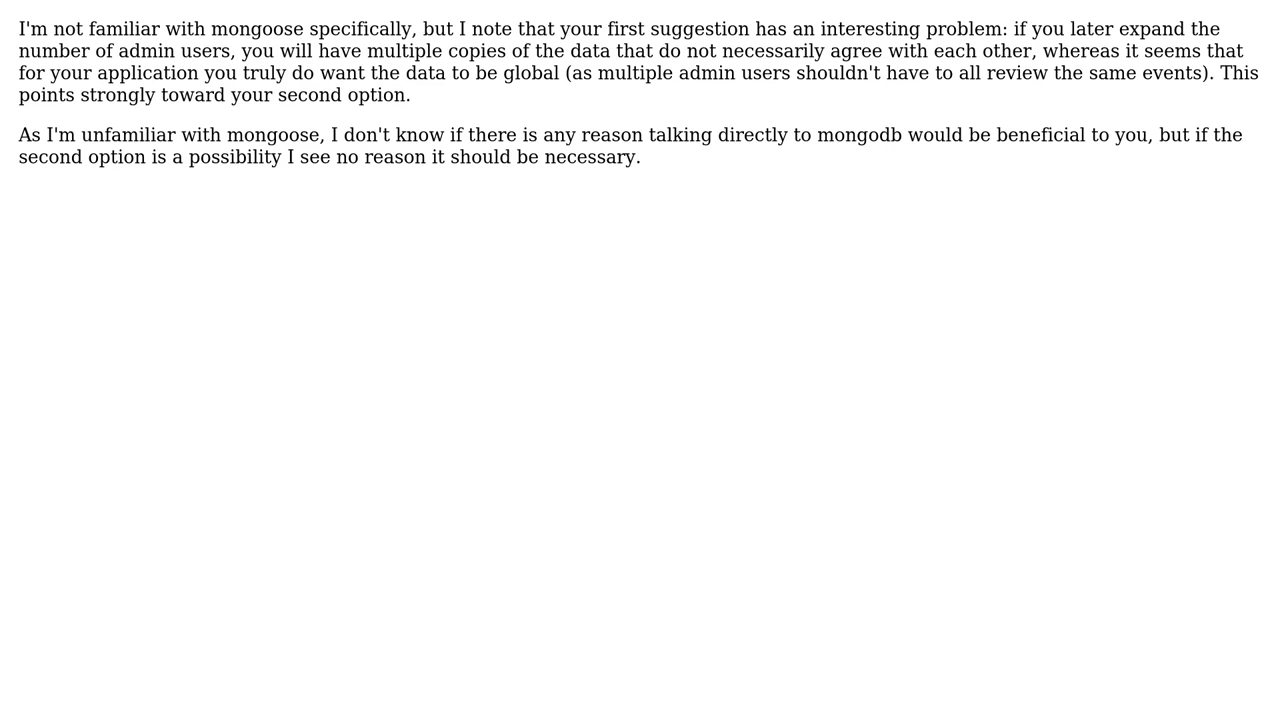 I'm not familiar with mongoose specifically, but I note that your first suggestion has an interesting problem: if you later expand the
number of admin users, you will have multiple copies of the data that do not necessarily agree with each other, whereas it seems that
for your application you truly do want the data to be global (as multiple admin users shouldn't have to all review the same events). This
points strongly toward your second option.
As I'm unfamiliar with mongoose, I don't know if there is any reason talking directly to mongodb would be beneficial to you, but if the
second option is a possibility I see no reason it should be necessary.